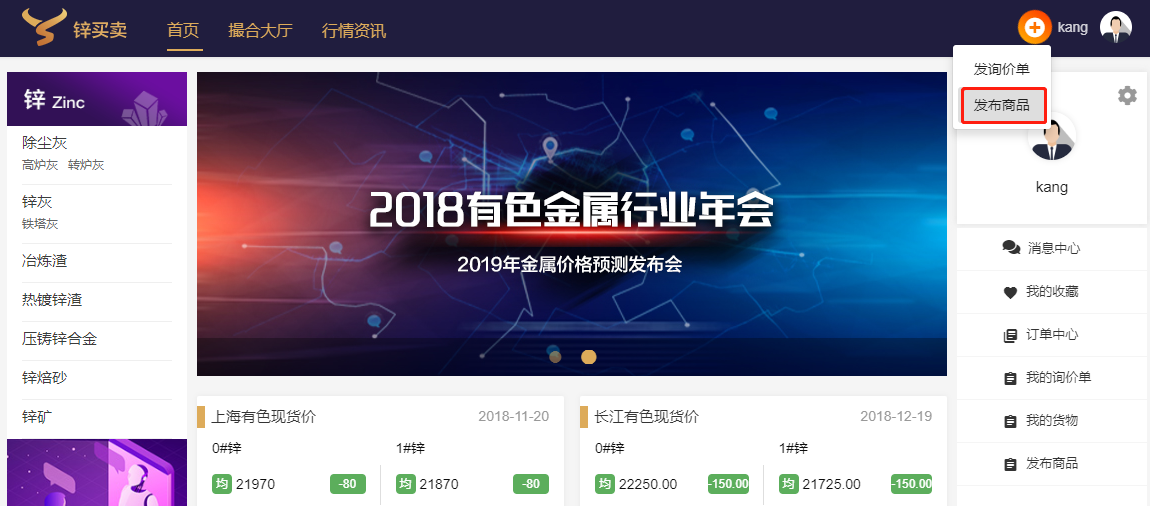 锌买卖 首页 撮合大厅 行情资讯 kang
发询价单
发布商品
锌 Zinc
除尘灰
高炉灰 转炉灰
锌灰
铁塔灰
冶炼渣
热镀锌渣
压铸锌合金
锌焙砂
锌矿
2018有色金属行业年会
2019年金属价格预测发布会
上海有色现货价 2018-11-20
0#锌 1#锌
均 21970 -80 均 21870 -80
长江有色现货价 2018-12-19
0#锌 1#锌
均 22250.00 -150.00 均 21725.00 -150.00
kang
消息中心
我的收藏
订单中心
我的询价单
我的货物
发布商品